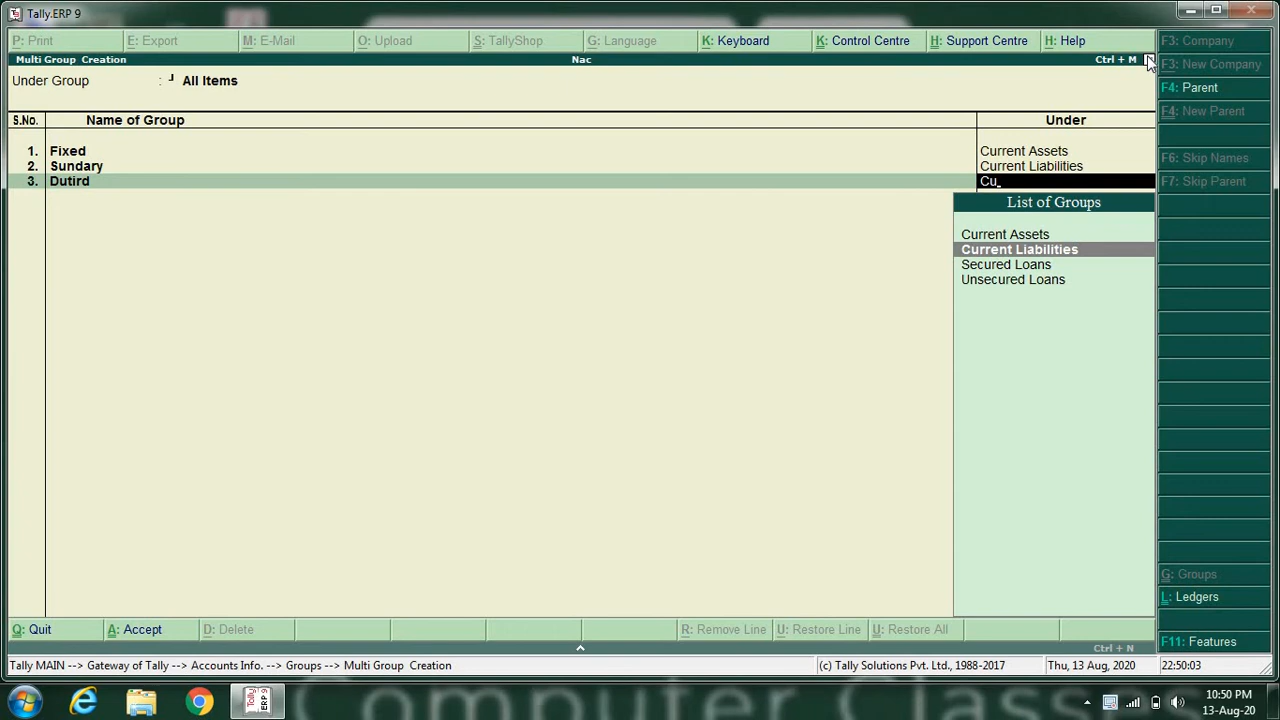 Tally.ERP 9
P: Print E: Export M: E-Mail O: Upload S: TallyShop G: Language K: Keyboard K: Control Centre H: Support Centre H: Help
Multi Group Creation Nac Ctrl + M
Under Group : ┘ All Items
S.No. Name of Group Under
1. Fixed Current Assets
2. Sundary Current Liabilities
3. Dutird Cu
List of Groups
Current Assets
Current Liabilities
Secured Loans
Unsecured Loans
F3: Company
F3: New Company
F4: Parent
F4: New Parent
F6: Skip Names
F7: Skip Parent
G: Groups
L: Ledgers
F11: Features
Q: Quit A: Accept D: Delete R: Remove Line U: Restore Line U: Restore All
Ctrl + N
Tally MAIN --> Gateway of Tally --> Accounts Info. --> Groups --> Multi Group Creation (c) Tally Solutions Pvt. Ltd., 1988-2017 Thu, 13 Aug, 2020 22:50:03
Tally ERP 9
10:50 PM
13-Aug-20